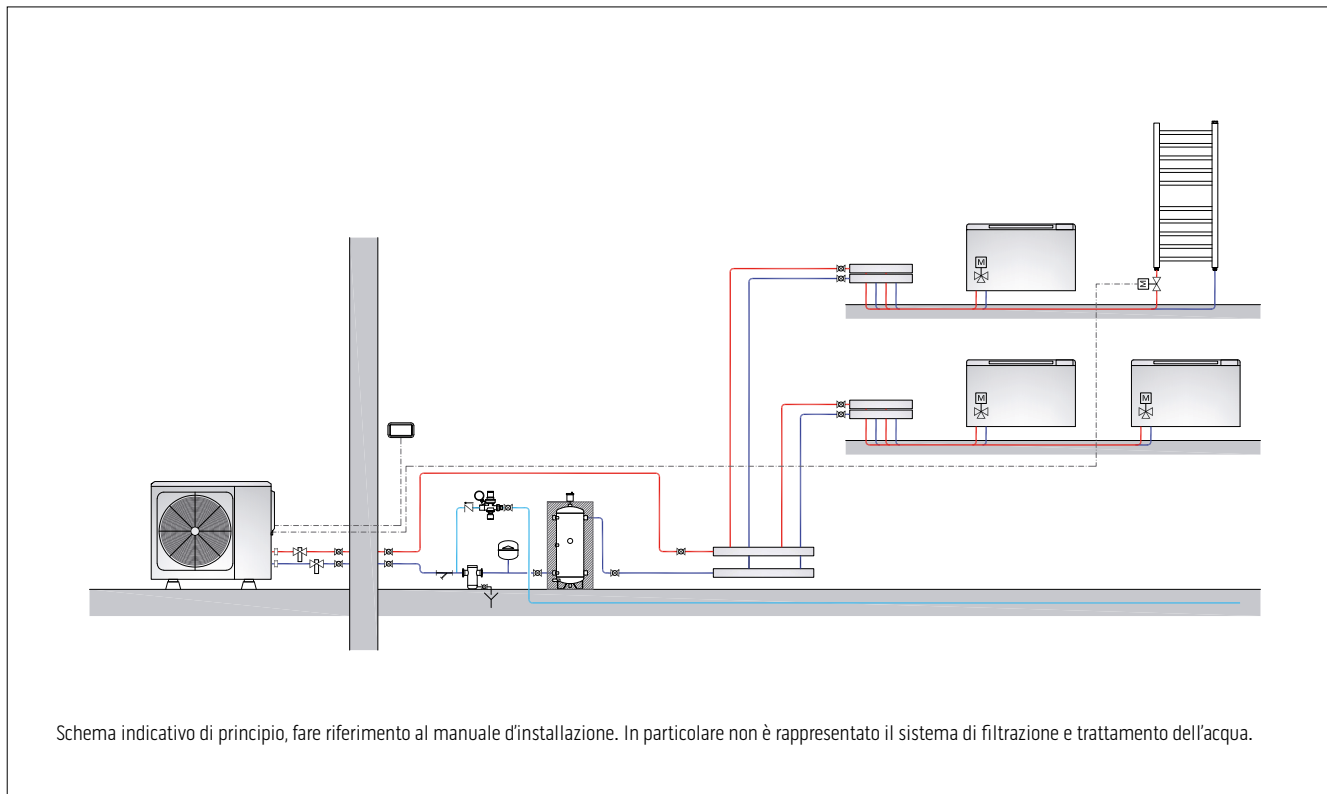 M
M
M
M
Schema indicativo di principio, fare riferimento al manuale d'installazione. In particolare non è rappresentato il sistema di filtrazione e trattamento dell'acqua.